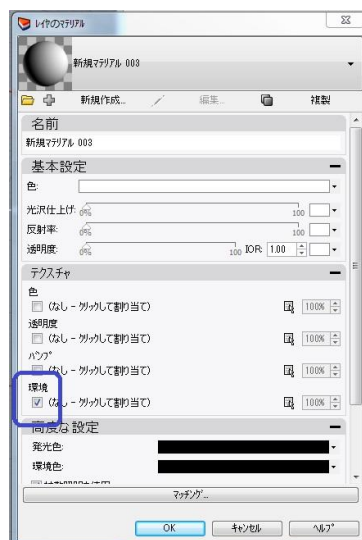 レイヤのマテリアル
新規マテリアル 003
新規作成... 編集... 複製
名前
新規マテリアル 003
基本設定
色:
光沢仕上げ: 0% 100
反射率: 0% 100
透明度: 0% 100 IOR: 1.00
テクスチャ
色
(なし - クリックして割り当て) 100%
透明度
(なし - クリックして割り当て) 100%
バンプ
(なし - クリックして割り当て) 100%
環境
(なし - クリックして割り当て) 100%
高度な設定
発光色:
環境色:
マッチング...
OK キャンセル ヘルプ